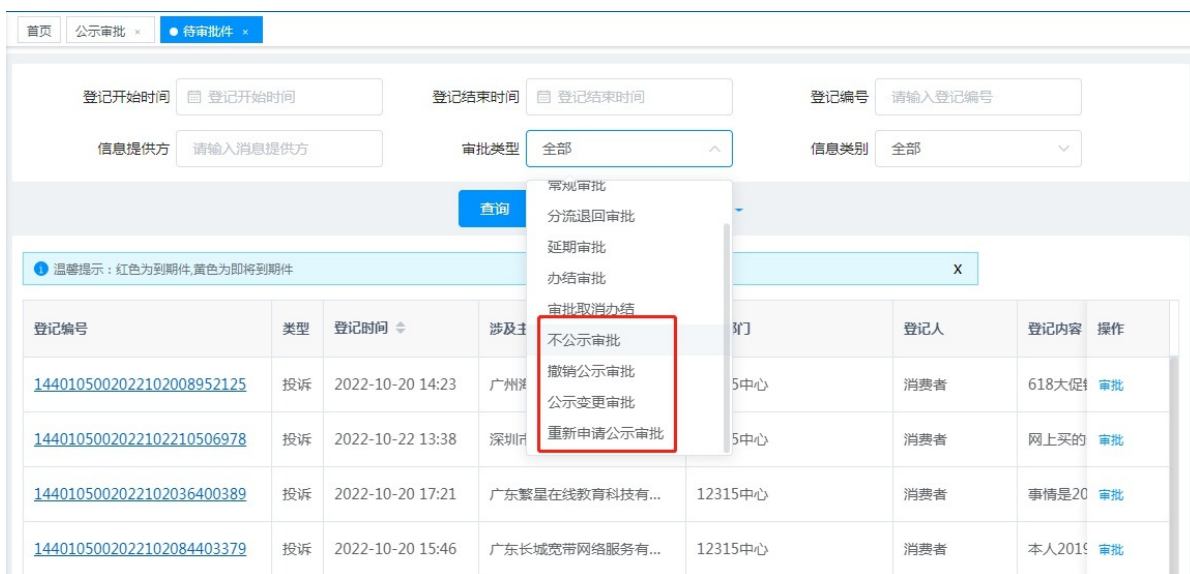 首页 公示审批 × 待审批件 ×
登记开始时间 登记开始时间 登记结束时间 登记结束时间 登记编号 请输入登记编号
信息提供方 请输入消息提供方 审批类型 全部 信息类别 全部
常规审批
查询 分流退回审批
延期审批
温馨提示：红色为到期件,黄色为即将到期件 X
办结审批
审批取消办结
登记编号 类型 登记时间 涉及主 部门 登记人 登记内容 操作
不公示审批
撤销公示审批
1440105002022102008952125 投诉 2022-10-20 14:23 广州 5中心 消费者 618大促 审批
公示变更审批
重新申请公示审批
1440105002022102210506978 投诉 2022-10-22 13:38 深圳市 5中心 消费者 网上买的 审批
1440105002022102036400389 投诉 2022-10-20 17:21 广东繁星在线教育科技有... 12315中心 消费者 事情是20 审批
1440105002022102084403379 投诉 2022-10-20 15:46 广东长城宽带网络服务有... 12315中心 消费者 本人2019 审批